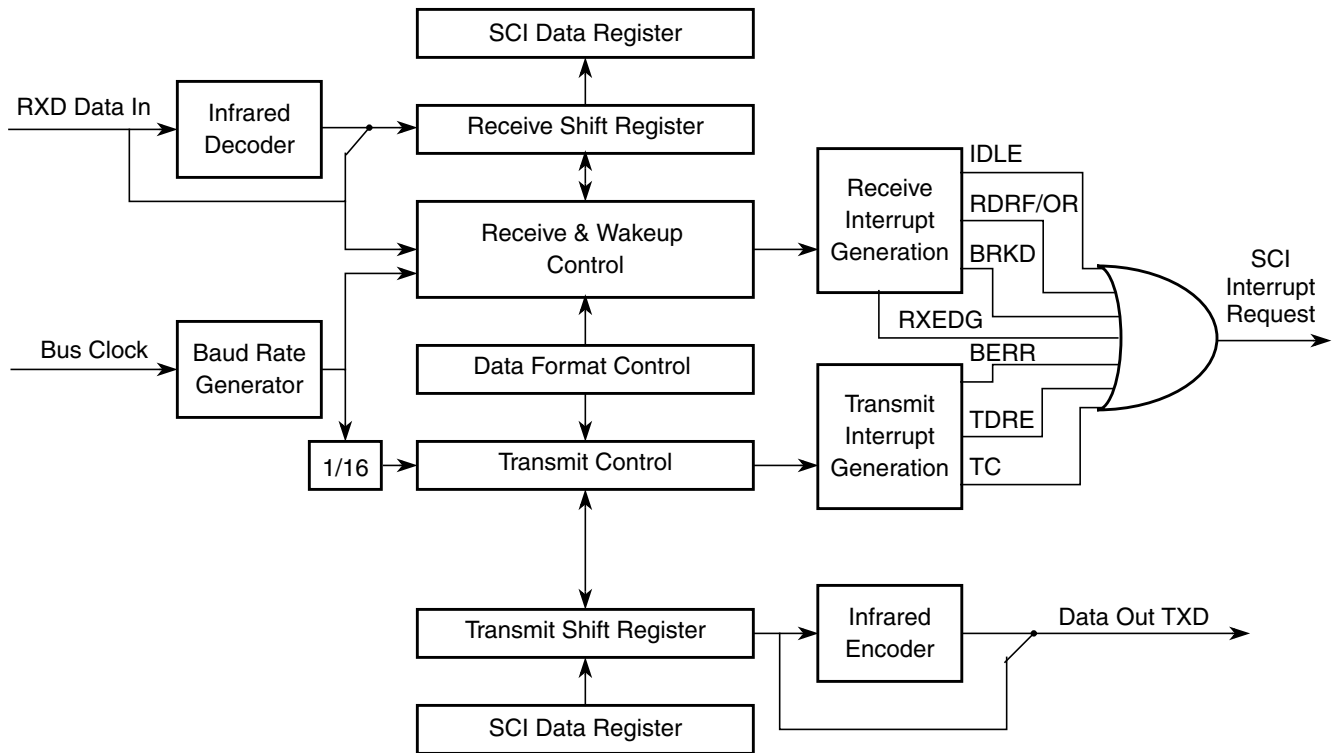 SCI Data Register
RXD Data In
Infrared
Decoder
Receive Shift Register
Receive & Wakeup
Control
Receive
Interrupt
Generation
IDLE
RDRF/OR
BRKD
RXEDG
SCI
Interrupt
Request
Bus Clock
Baud Rate
Generator
Data Format Control
BERR
Transmit
Interrupt
Generation
TDRE
TC
1/16
Transmit Control
Transmit Shift Register
Infrared
Encoder
Data Out TXD
SCI Data Register